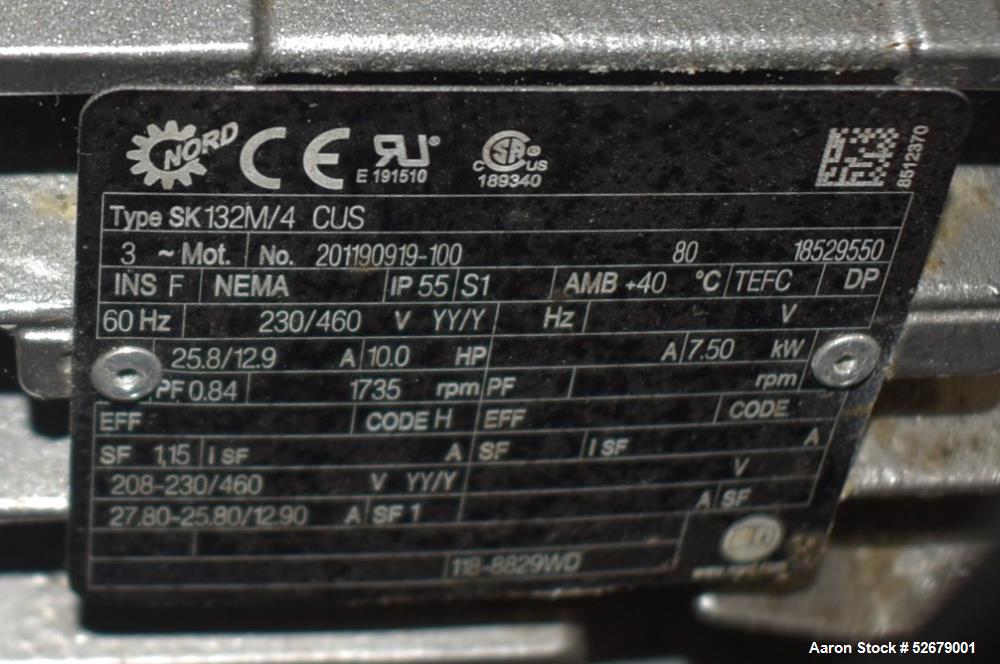 NORD CE RU® SA®
E 191510 C US
189340
8512370
Type SK 132M/4 CUS
3 ~ Mot. No. 201190919-100 80 18529550
INS F NEMA IP 55 S1 AMB +40 °C TEFC DP
60 Hz 230/460 V YY/Y Hz V
25.8/12.9 A 10.0 HP A 7.50 kW
PF 0.84 1735 rpm PF rpm
EFF CODE H EFF CODE
SF 1,15 I SF A SF I SF A
208-230/460 V YY/Y V
27.80-25.80/12.90 A SF 1 A SF
118-8829WD
Aaron Stock # 52679001